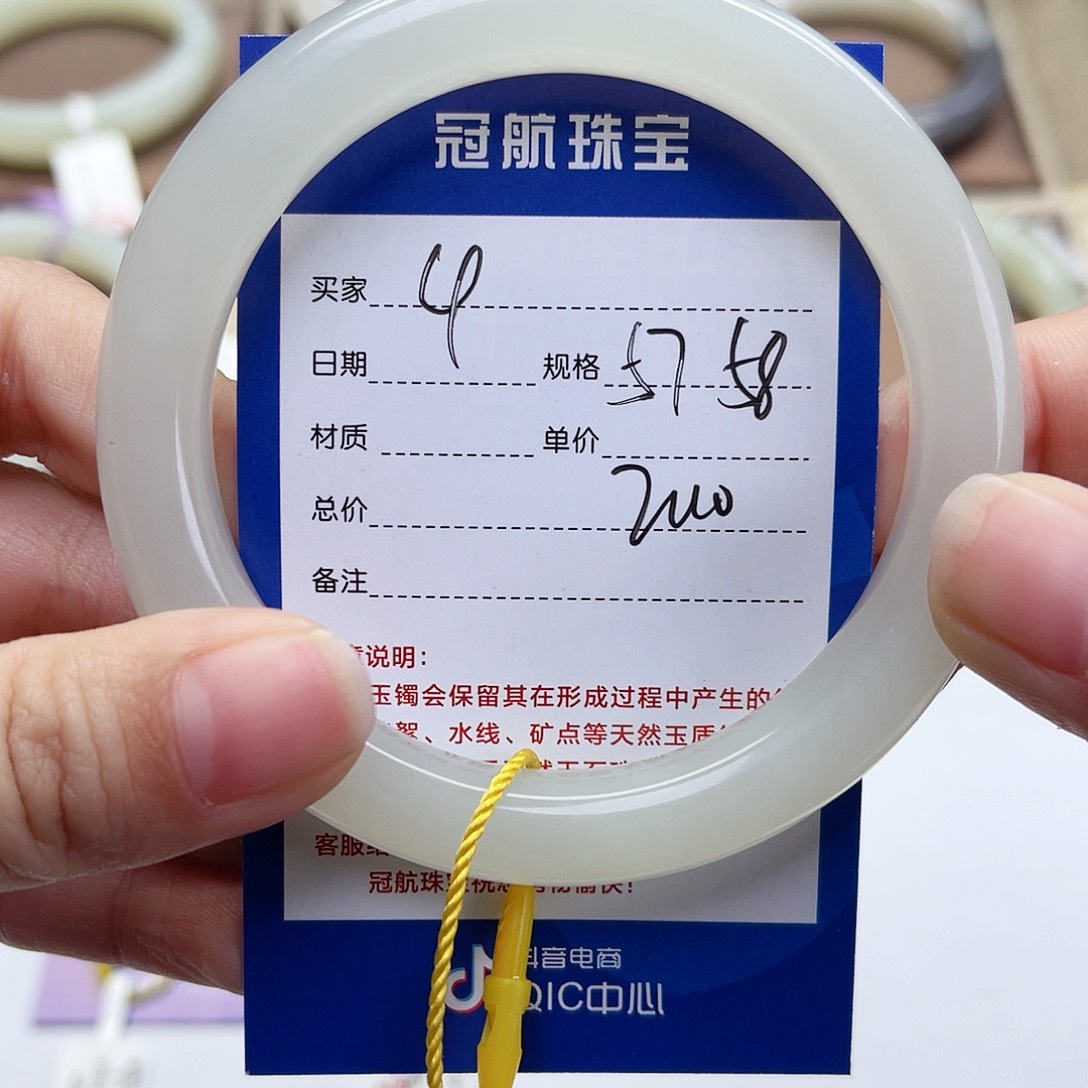 冠航珠宝
买家 4
日期 规格 57 58
材质 单价
总价
备注
说明：
玉镯会保留其在形成过程中产生的
絮、水线、矿点等天然玉质
客服
冠航珠
抖音电商
QIC中心